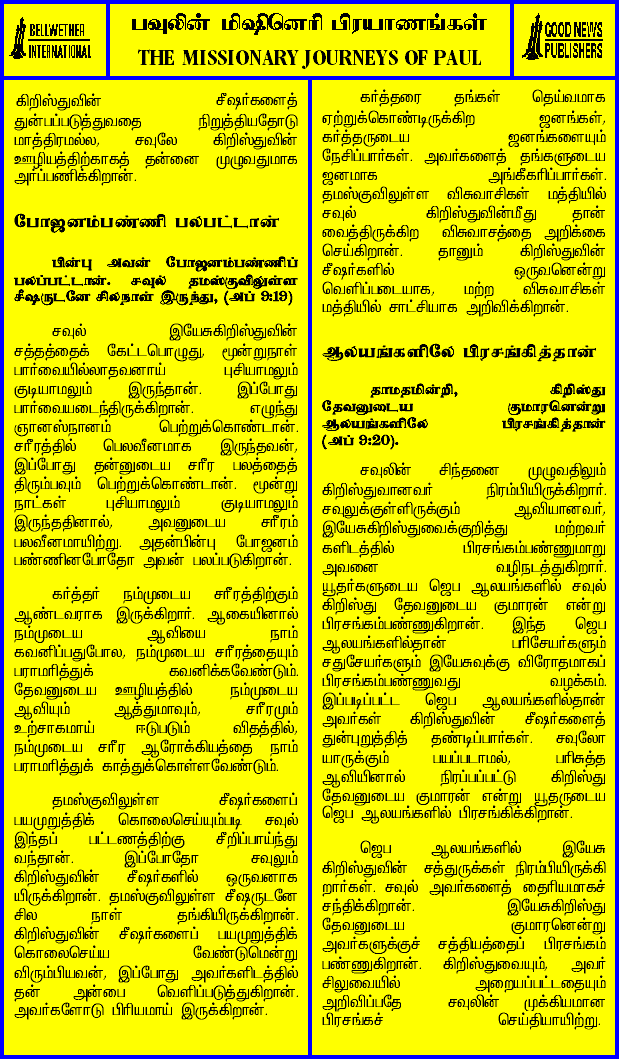 BELLWETHER
INTERNATIONAL
பவுலின் மிஷினெரி பிரயாணங்கள்
THE MISSIONARY JOURNEYS OF PAUL
GOOD NEWS
PUBLISHERS
கிறிஸ்துவின் சீஷர்களைத்
துன்பப்படுத்துவதை நிறுத்தியதோடு
மாத்திரமல்ல, சவுலே கிறிஸ்துவின்
ஊழியத்திற்காகத் தன்னை முழுவதுமாக
அர்ப்பணிக்கிறான்.
போஜனம்பண்ணி பலபட்டான்
பின்பு அவன் போஜனம்பண்ணிப்
பலப்பட்டான். சவுல் தமஸ்குவிலுள்ள
சீஷருடனே சிலநாள் இருந்து, (அப் 9:19)
சவுல் இயேசுகிறிஸ்துவின்
சத்தத்தைக் கேட்டபொழுது, மூன்றுநாள்
பார்வையில்லாதவனாய் புசியாமலும்
குடியாமலும் இருந்தான். இப்போது
பார்வையடைந்திருக்கிறான். எழுந்து
ஞானஸ்நானம் பெற்றுக்கொண்டான்.
சரீரத்தில் பெலவீனமாக இருந்தவன்,
இப்போது தன்னுடைய சரீர பலத்தைத்
திரும்பவும் பெற்றுக்கொண்டான். மூன்று
நாட்கள் புசியாமலும் குடியாமலும்
இருந்ததினால், அவனுடைய சரீரம்
பலவீனமாயிற்று. அதன்பின்பு போஜனம்
பண்ணினபோதோ அவன் பலப்படுகிறான்.
கர்த்தர் நம்முடைய சரீரத்திற்கும்
ஆண்டவராக இருக்கிறார். ஆகையினால்
நம்முடைய ஆவியை நாம்
கவனிப்பதுபோல, நம்முடைய சரீரத்தையும்
பராமரித்துக் கவனிக்கவேண்டும்.
தேவனுடைய ஊழியத்தில் நம்முடைய
ஆவியும் ஆத்துமாவும், சரீரமும்
உற்சாகமாய் ஈடுபடும் விதத்தில்,
நம்முடைய சரீர ஆரோக்கியத்தை நாம்
பராமரித்துக் காத்துக்கொள்ளவேண்டும்.
தமஸ்குவிலுள்ள சீஷர்களைப்
பயமுறுத்திக் கொலைசெய்யும்படி சவுல்
இந்தப் பட்டணத்திற்கு சீறிப்பாய்ந்து
வந்தான். இப்போதோ சவுலும்
கிறிஸ்துவின் சீஷர்களில் ஒருவனாக
யிருக்கிறான். தமஸ்குவிலுள்ள சீஷருடனே
சில நாள் தங்கியிருக்கிறான்.
கிறிஸ்துவின் சீஷர்களைப் பயமுறுத்திக்
கொலைசெய்ய வேண்டுமென்று
விரும்பியவன், இப்போது அவர்களிடத்தில்
தன் அன்பை வெளிப்படுத்துகிறான்.
அவர்களோடு பிரியமாய் இருக்கிறான்.
கர்த்தரை தங்கள் தெய்வமாக
ஏற்றுக்கொண்டிருக்கிற ஜனங்கள்,
கர்த்தருடைய ஜனங்களையும்
நேசிப்பார்கள். அவர்களைத் தங்களுடைய
ஜனமாக அங்கீகரிப்பார்கள்.
தமஸ்குவிலுள்ள விசுவாசிகள் மத்தியில்
சவுல் கிறிஸ்துவின்மீது தான்
வைத்திருக்கிற விசுவாசத்தை அறிக்கை
செய்கிறான். தானும் கிறிஸ்துவின்
சீஷர்களில் ஒருவனென்று
வெளிப்படையாக, மற்ற விசுவாசிகள்
மத்தியில் சாட்சியாக அறிவிக்கிறான்.
ஆலயங்களிலே பிரசங்கித்தான்
தாமதமின்றி, கிறிஸ்து
தேவனுடைய குமாரனென்று
ஆலயங்களிலே பிரசங்கித்தான்
(அப் 9:20).
சவுலின் சிந்தனை முழுவதிலும்
கிறிஸ்துவானவர் நிரம்பியிருக்கிறார்.
சவுலுக்குள்ளிருக்கும் ஆவியானவர்,
இயேசுகிறிஸ்துவைக்குறித்து மற்றவர்
களிடத்தில் பிரசங்கம்பண்ணுமாறு
அவனை வழிநடத்துகிறார்.
யூதர்களுடைய ஜெப ஆலயங்களில் சவுல்
கிறிஸ்து தேவனுடைய குமாரன் என்று
பிரசங்கம்பண்ணுகிறான். இந்த ஜெப
ஆலயங்களில்தான் பரிசேயர்களும்
சதுசேயர்களும் இயேசுவுக்கு விரோதமாகப்
பிரசங்கம்பண்ணுவது வழக்கம்.
இப்படிப்பட்ட ஜெப ஆலயங்களில்தான்
அவர்கள் கிறிஸ்துவின் சீஷர்களைத்
துன்புறுத்தித் தண்டிப்பார்கள். சவுலோ
யாருக்கும் பயப்படாமல், பரிசுத்த
ஆவியினால் நிரப்பப்பட்டு கிறிஸ்து
தேவனுடைய குமாரன் என்று யூதருடைய
ஜெப ஆலயங்களில் பிரசங்கிக்கிறான்.
ஜெப ஆலயங்களில் இயேசு
கிறிஸ்துவின் சத்துருக்கள் நிரம்பியிருக்கி
றார்கள். சவுல் அவர்களைத் தைரியமாகச்
சந்திக்கிறான். இயேசுகிறிஸ்து
தேவனுடைய குமாரனென்று
அவர்களுக்குச் சத்தியத்தைப் பிரசங்கம்
பண்ணுகிறான். கிறிஸ்துவையும், அவர்
சிலுவையில் அறையப்பட்டதையும்
அறிவிப்பதே சவுலின் முக்கியமான
பிரசங்கச் செய்தியாயிற்று.